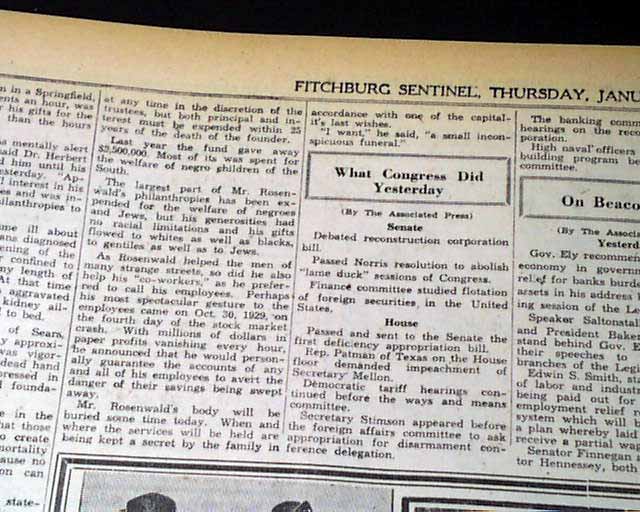 FITCHBURG SENTINEL, THURSDAY, JANU
n in a Springfield,
ents an hour, was
his gifts for the
than the hours
s mentally alert
said Dr. Herbert
d him until his
esterday. "Ap-
l interest in his
es and was in-
philanthropies to
me ill about
ns diagnosed
ening of the
r confined to
ny length of
At that time
aggravated
kidney ail-
d to bed.
of Sears,
y approxi-
was vigor-
dead hand
pressed in
founda-
e in the
hat those
to create
mortality
ause no
on can
state-
at any time in the discretion of the
trustees, but both principal and in-
terest must be expended within 25
years of the death of the founder.
Last year the fund gave away
$2,500,000. Most of its was spent for
the welfare of negro children of the
South.
The largest part of Mr. Rosen-
wald's philanthropies has been ex-
pended for the welfare of negroes
and Jews, but his generosities had
no racial limitations and his gifts
flowed to whites as well as blacks,
to gentiles as well as to Jews.
As Rosenwald helped the men of
many strange streets, so did he also
help his "co-workers," as he prefer-
red to call his employees. Perhaps
his most spectacular gesture to the
employees came on Oct. 30, 1929, on
the fourth day of the stock market
crash. With millions of dollars in
paper profits vanishing every hour,
he announced that he would person-
ally garantee the accounts of any
and all of his employees to avert the
danger of their savings being swept
away.
Mr. Rosenwald's body will be
buried some time today. When and
where the services will be held are
being kept a secret by the family in
accordance with one of the capital-
it's last wishes.
"I want," he said, "a small incon-
spicuous funeral."
What Congress Did
Yesterday
(By The Associated Press)
Senate
Debated reconstruction corporation
bill.
Passed Norris resolution to abolish
"lame duck" sessions of Congress.
Finance committee studied flotation
of foreign securities in the United
States.
House
Passed and sent to the Senate the
first deficiency appropriation bill.
Rep. Patman of Texas on the House
floor demanded impeachment of
Secretary Mellon.
Democratic tariff hearings con-
tinued before the ways and means
committee.
Secretary Stimson appeared before
the foreign affairs committee to ask
appropriation for disarmament con-
ference delegation.
The banking comm
hearings on the reco
poration.
High naval officers
building program be
committee.
On Beaco
(By The Associa
Yesterd
Gov. Ely recommen
economy in governm
relief for banks burde
assets in his address
ing session of the Le
Speaker Saltonstal
and President Baker
stand behind Gov. E
their speeches to
branches of the Legi
Edwin S. Smith, n
of labor and indust
being paid out for
employment relief
system which will b
a plan whereby laid
receive a partial wag
Senator Finnegan
tor Hennessey, both